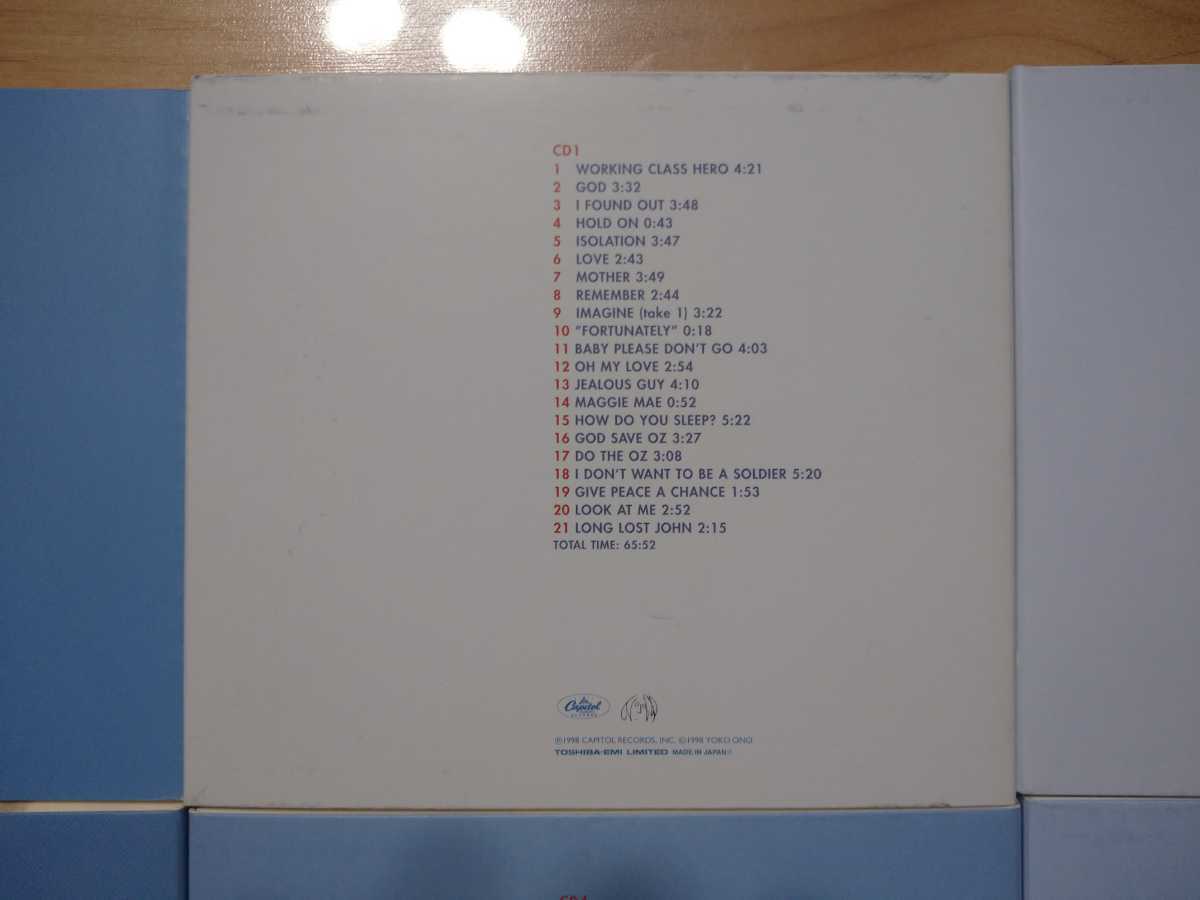 CD1
1 WORKING CLASS HERO 4:21
2 GOD 3:32
3 I FOUND OUT 3:48
4 HOLD ON 0:43
5 ISOLATION 3:47
6 LOVE 2:43
7 MOTHER 3:49
8 REMEMBER 2:44
9 IMAGINE (take 1) 3:22
10 “FORTUNATELY” 0:18
11 BABY PLEASE DON'T GO 4:03
12 OH MY LOVE 2:54
13 JEALOUS GUY 4:10
14 MAGGIE MAE 0:52
15 HOW DO YOU SLEEP? 5:22
16 GOD SAVE OZ 3:27
17 DO THE OZ 3:08
18 I DON'T WANT TO BE A SOLDIER 5:20
19 GIVE PEACE A CHANCE 1:53
20 LOOK AT ME 2:52
21 LONG LOST JOHN 2:15
TOTAL TIME: 65:52
Capitol
℗1998 CAPITOL RECORDS, INC. ©1998 YOKO ONO
TOSHIBA-EMI LIMITED MADE IN JAPAN